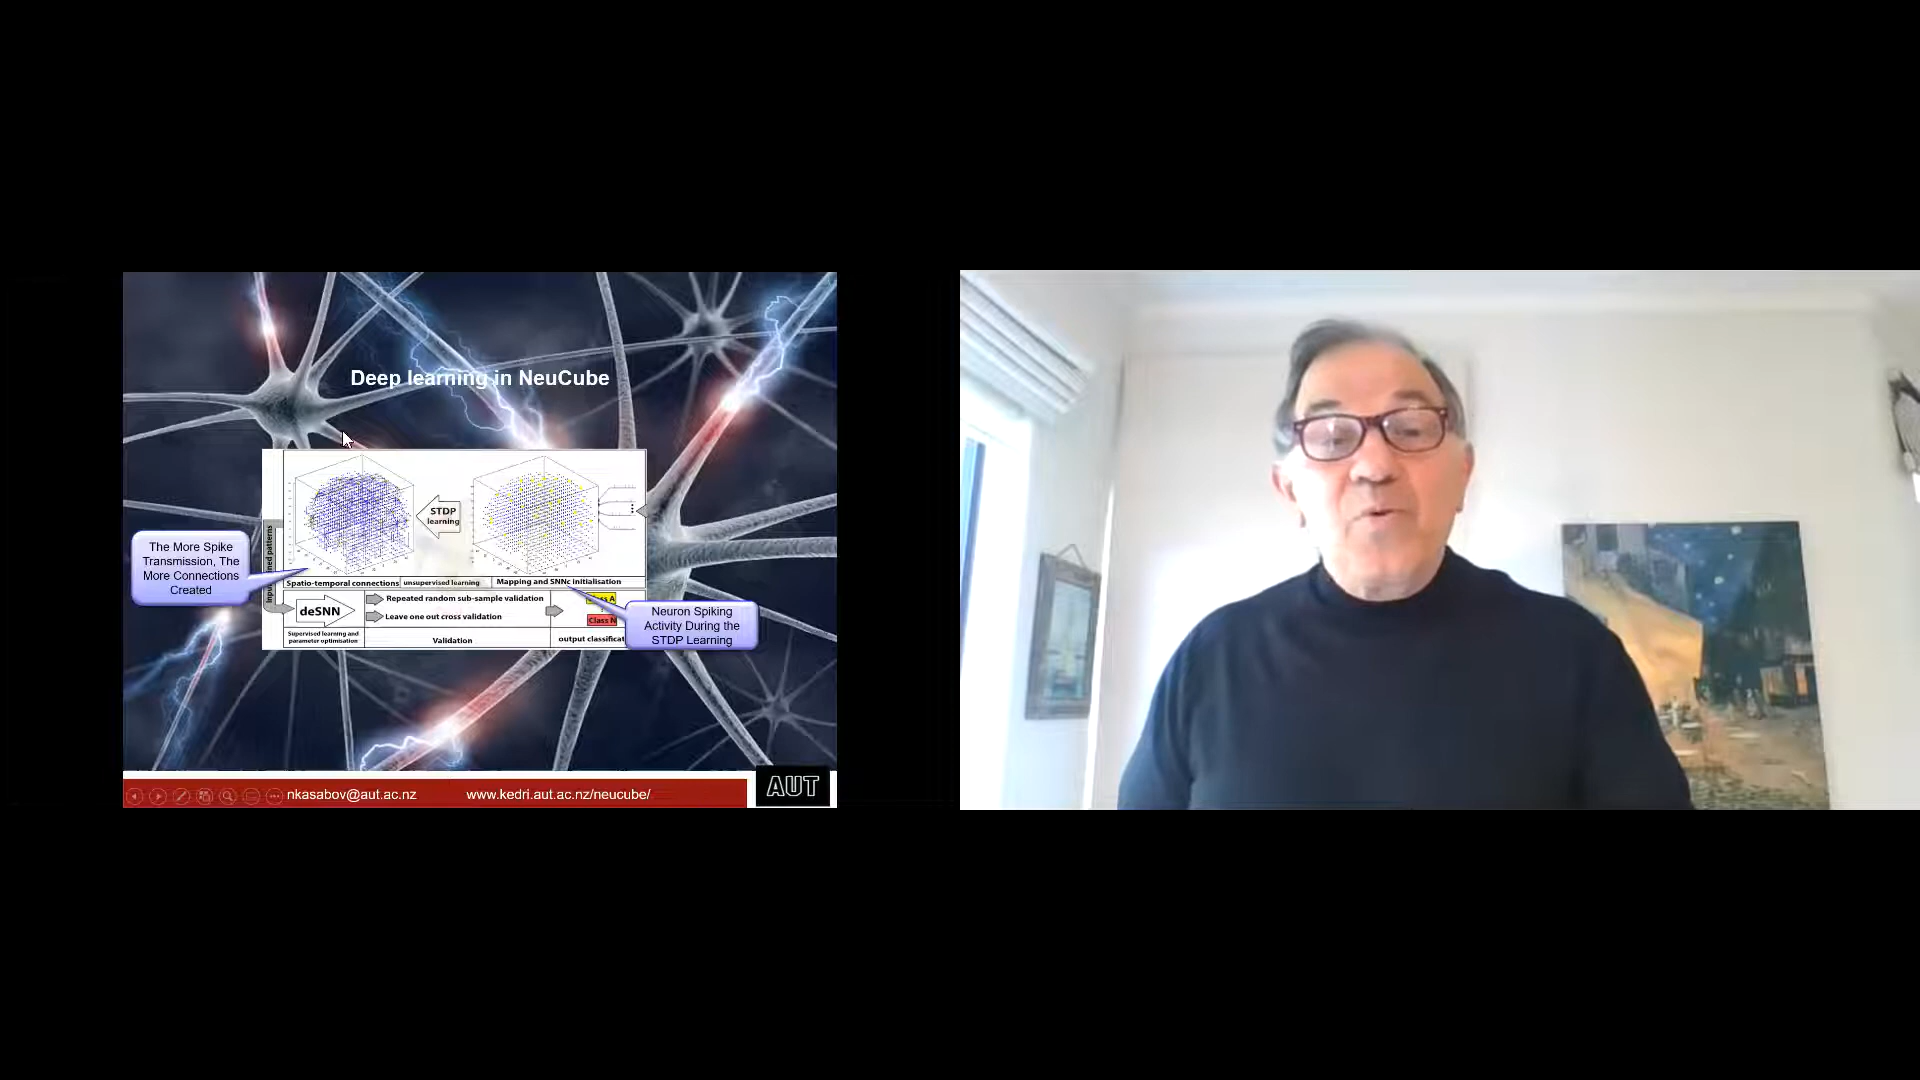 Deep learning in NeuCube
STDP
learning
The More Spike
Transmission, The
More Connections
Created
Spatio-temporal connections
unsupervised learning
Mapping and SNNc Initialisation
deSNN
Repeated random sub-sample validation
Leave one out cross validation
Class N
Supervised learning and
parameter optimisation
Validation
output
Neuron Spiking
Activity During the
STDP Learning
nkasabov@aut.ac.nz
www.kedri.aut.ac.nz/neucube/
AUT